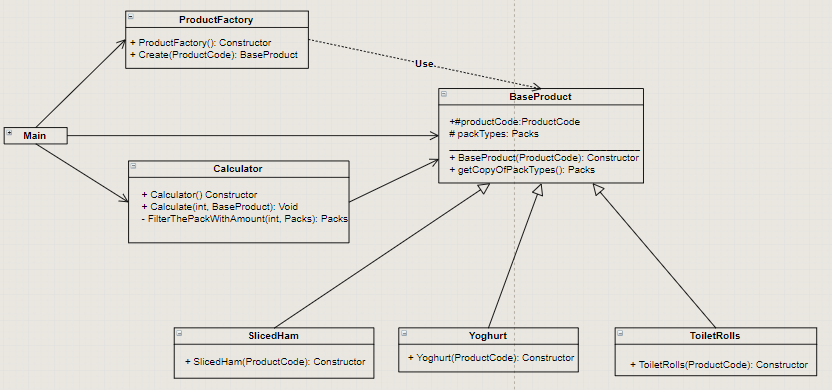 ProductFactory
+ ProductFactory(): Constructor
+ Create(ProductCode): BaseProduct
Use
BaseProduct
+#productCode:ProductCode
# packTypes: Packs
+ BaseProduct(ProductCode): Constructor
+ getCopyOfPackTypes(): Packs
Main
Calculator
+ Calculator() Constructor
+ Calculate(int, BaseProduct): Void
- FilterThePackWithAmount(int, Packs): Packs
SlicedHam
+ SlicedHam(ProductCode): Constructor
Yoghurt
+ Yoghurt(ProductCode): Constructor
ToiletRolls
+ ToiletRolls(ProductCode): Constructor